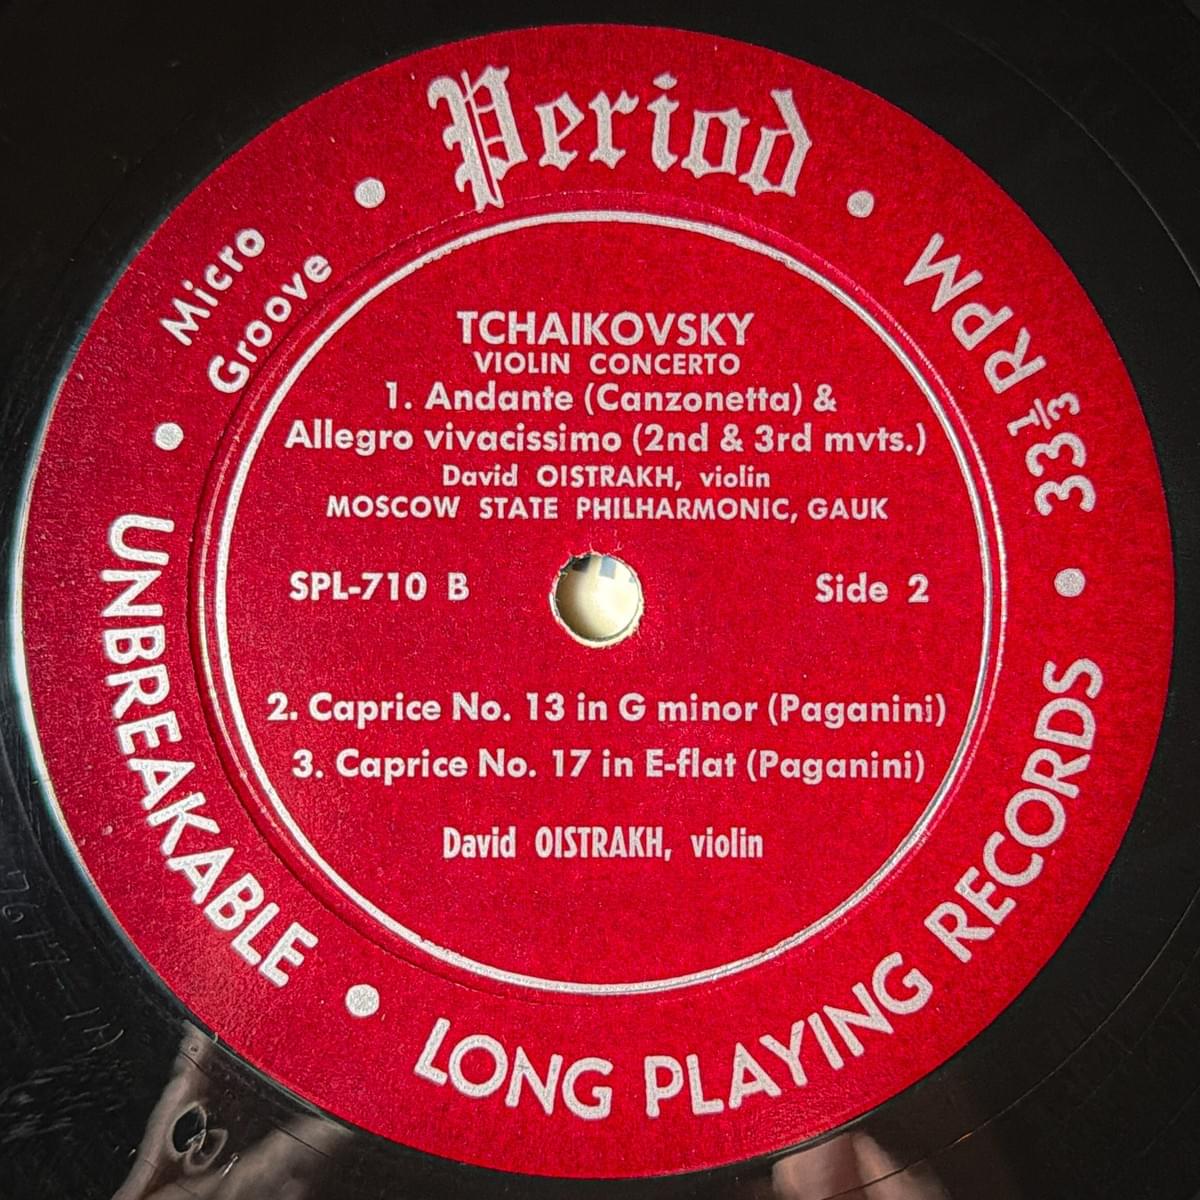 Period
Micro
Groove
33 1/3 RPM
TCHAIKOVSKY
VIOLIN CONCERTO
1. Andante (Canzonetta) &
Allegro vivacissimo (2nd & 3rd mvts.)
David OISTRAKH, violin
MOSCOW STATE PHILHARMONIC, GAUK
SPL-710 B
Side 2
2. Caprice No. 13 in G minor (Paganini)
3. Caprice No. 17 in E-flat (Paganini)
David OISTRAKH, violin
UNBREAKABLE
LONG PLAYING RECORDS